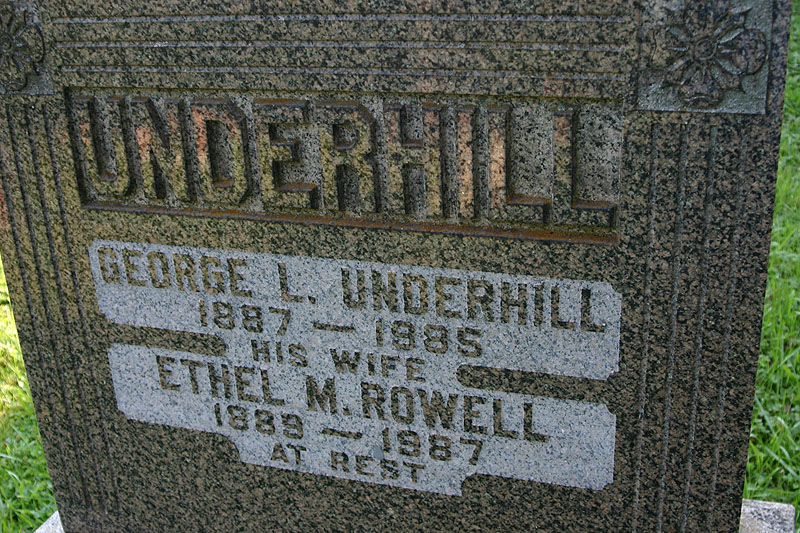 UNDERHILL
GEORGE L. UNDERHILL
1887 — 1985
HIS WIFE
ETHEL M. ROWELL
1889 — 1987
AT REST